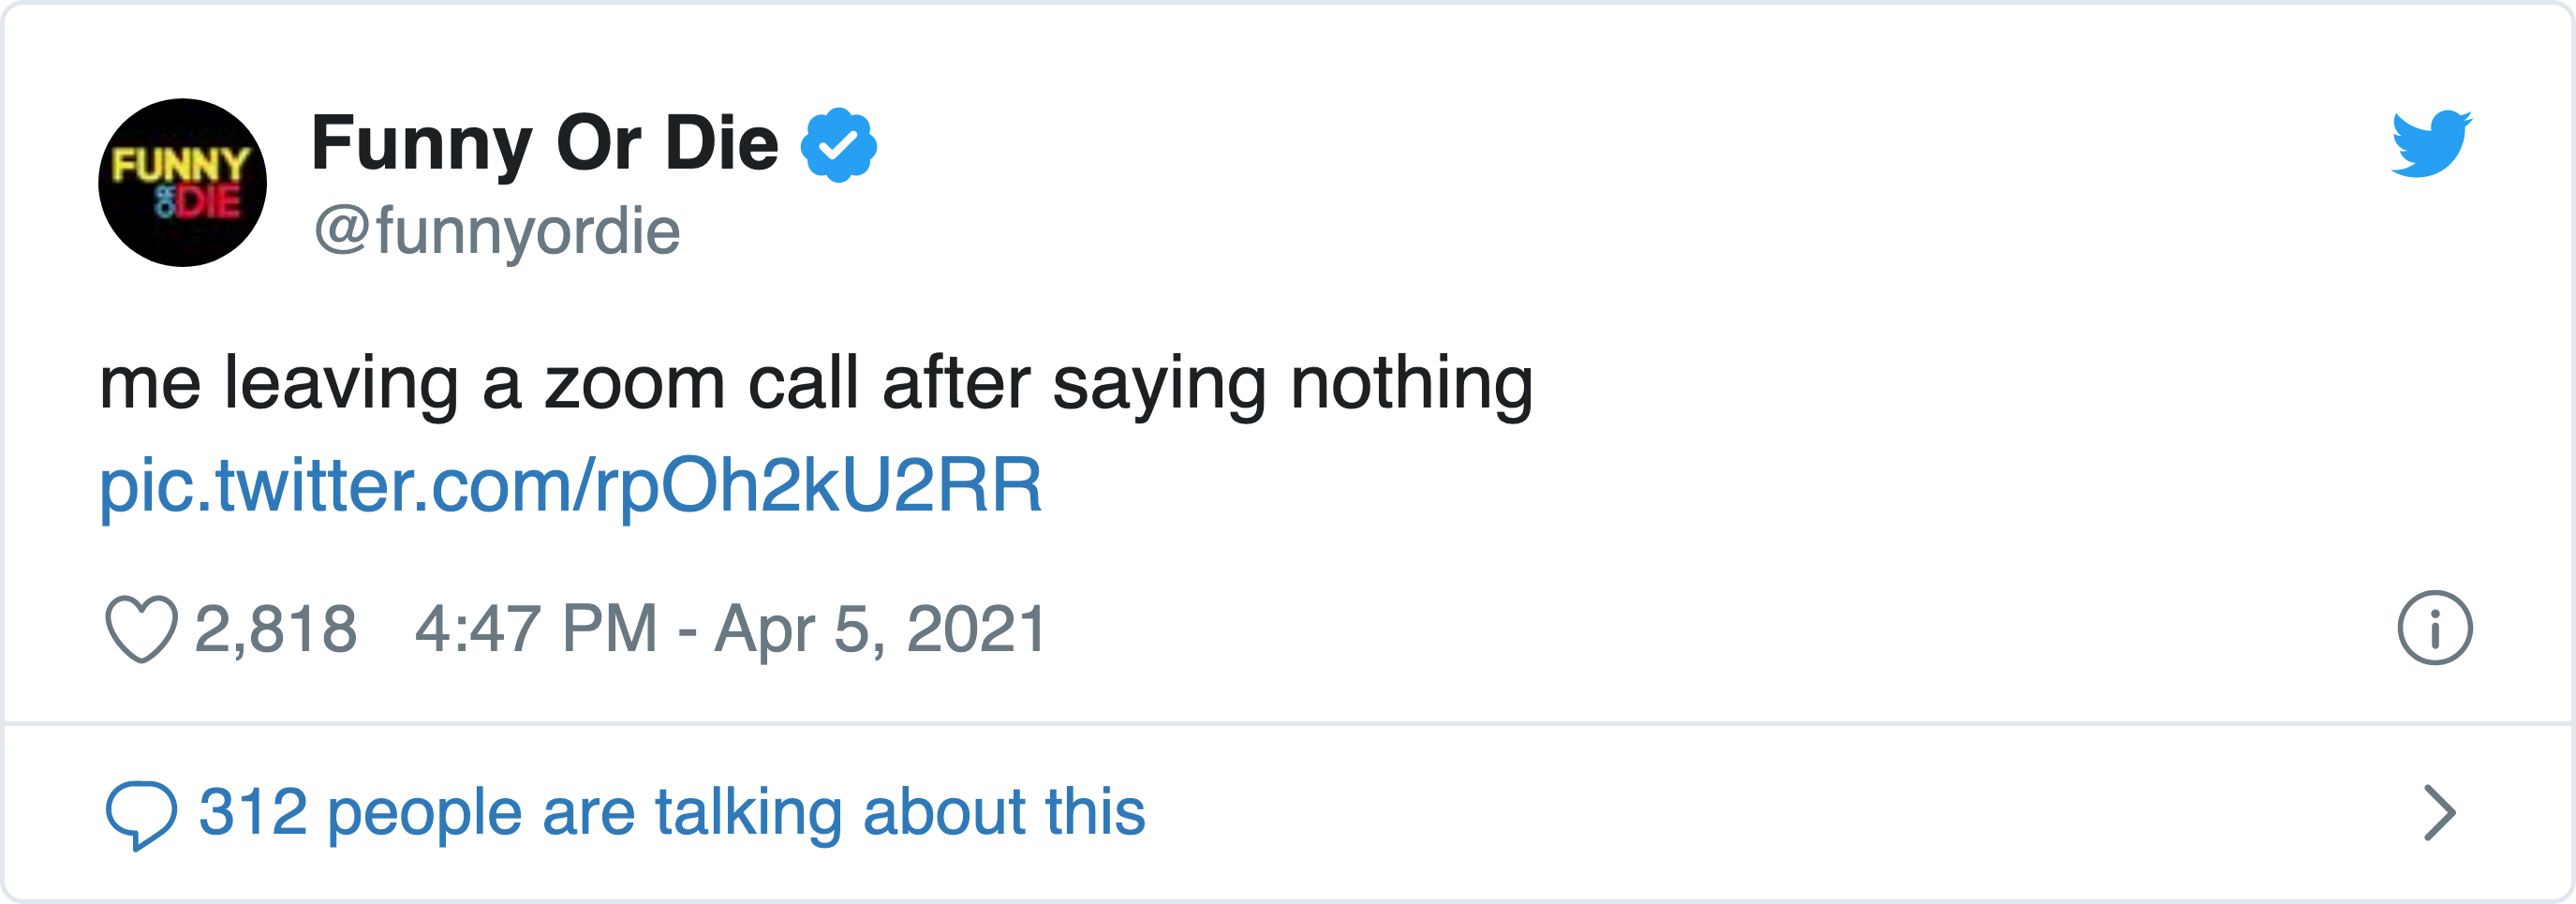 FUNNY
OR DIE
Funny Or Die
@funnyordie
me leaving a zoom call after saying nothing
pic.twitter.com/rpOh2kU2RR
2,818 4:47 PM - Apr 5, 2021
312 people are talking about this